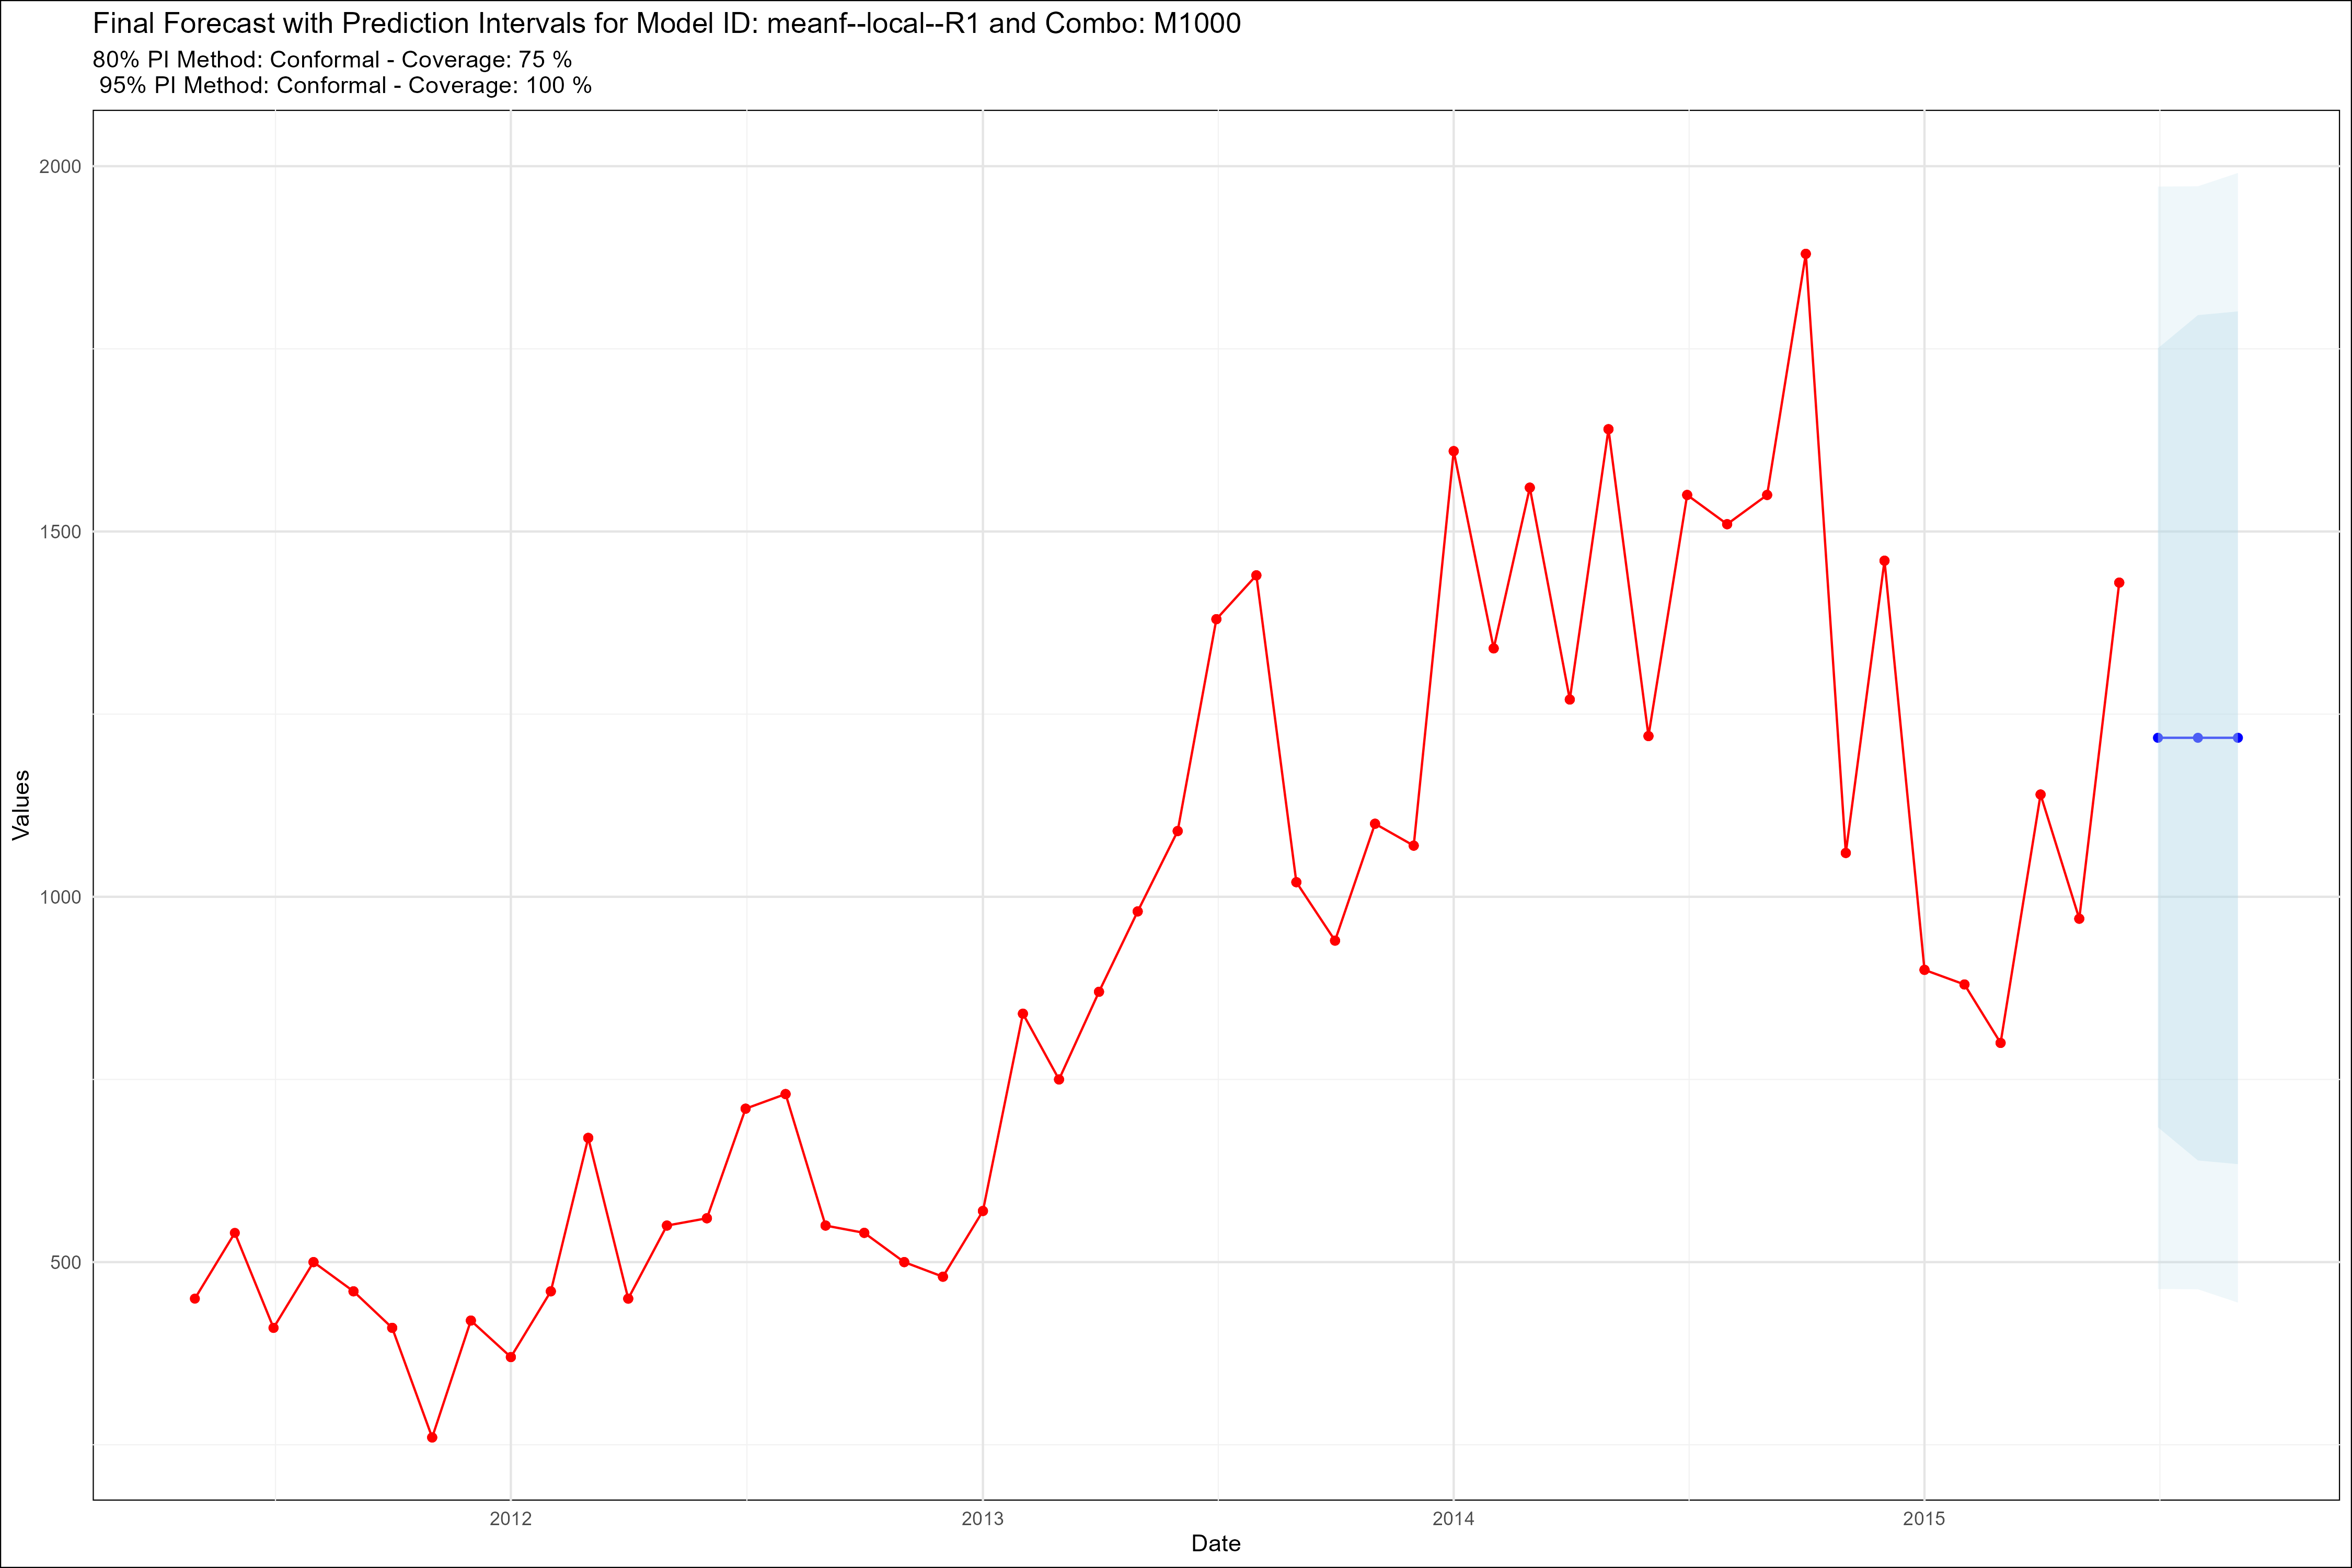 Final Forecast with Prediction Intervals for Model ID: meanf--local--R1 and Combo: M1000
80% PI Method: Conformal - Coverage: 75 %
95% PI Method: Conformal - Coverage: 100 %
2000
1500
1000
500
Values
2012
2013
2014
2015
Date